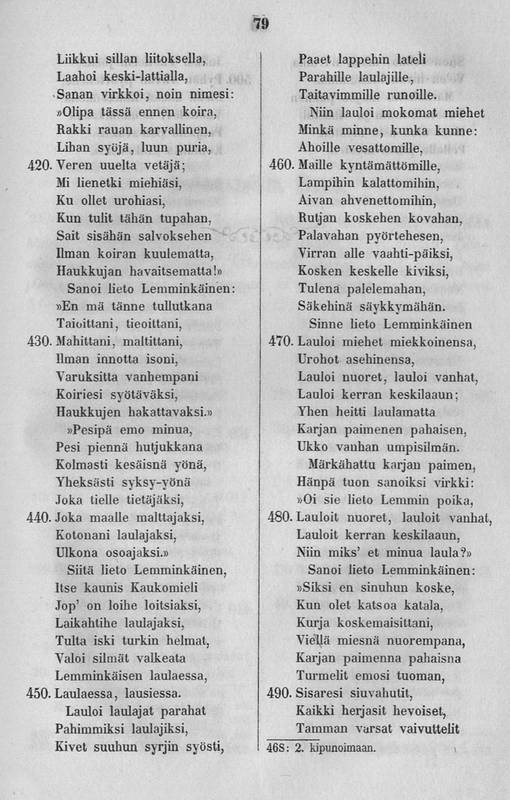 79
Liikkui sillan liitoksella,
Laahoi keski-lattialla,
Sanan virkkoi, noin nimesi:
»Olipa tässä ennen koira,
Rakki rauan karvallinen,
Lihan syöjä, luun puria,
420. Veren uuelta vetäjä;
Mi lienetki miehiäsi,
Ku ollet urohiasi,
Kun tulit tähän tupahan,
Sait sisähän salvoksehen
Ilman koiran kuulematta,
Haukkujan havaitsematta!»
Sanoi lieto Lemminkäinen:
»En mä tänne tullutkana
Taioittani, tieoittani,
430. Mahittani, maltittani,
Ilman innotta isoni,
Varuksitta vanhempani
Koiriesi syötäväksi,
Haukkujen hakattavaksi.»
»Pesipä emo minua,
Pesi piennä hutjukkana
Kolmasti kesäisnä yönä,
Yheksästi syksy-yönä
Joka tielle tietäjäksi,
440. Joka maalle malttajaksi,
Kotonani laulajaksi,
Ulkona osoajaksi.»
Siitä lieto Lemminkäinen,
Itse kaunis Kaukomieli
Jop' on loihe loitsiaksi,
Laikahtihe laulajaksi,
Tulta iski turkin helmat,
Valoi silmät valkeata
Lemminkäisen laulaessa,
450. Laulaessa, lausiessa.
Lauloi laulajat parahat
Pahimmiksi laulajiksi,
Kivet suuhun syrjin syösti,
Paaet lappehin lateli
Parahille laulajille,
Taitavimmille runoille.
Niin lauloi mokomat miehet
Minkä minne, kunka kunne:
Ahoille vesattomille,
460. Maille kyntämättömille,
Lampihin kalattomihin,
Aivan ahvenettomihin,
Rutjan koskehen kovahan,
Palavahan pyörtehesen,
Virran alle vaahti-päiksi,
Kosken keskelle kiviksi,
Tulena palelemahan,
Säkehinä säykkymähän.
Sinne lieto Lemminkäinen
470. Lauloi miehet miekkoinensa,
Urohot asehinensa,
Lauloi nuoret, lauloi vanhat,
Lauloi kerran keskilaaun;
Yhen heitti laulamatta
Karjan paimenen pahaisen,
Ukko vanhan umpisilmän.
Märkähattu karjan paimen,
Hänpä tuon sanoiksi virkki:
»Oi sie lieto Lemmin poika,
480. Lauloit nuoret, lauloit vanhat,
Lauloit kerran keskilaaun,
Niin miks' et minua laula?»
Sanoi lieto Lemminkäinen:
»Siksi en sinuhun koske,
Kun olet katsoa katala,
Kurja koskemaisittani,
Vieljä miesnä nuorempana,
Karjan paimenna pahaisna
Turmelit emosi tuoman,
490. Sisaresi siuvahutit,
Kaikki herjasit hevoiset,
Tamman varsat vaivuttelit
468: 2. kipunoimaan.